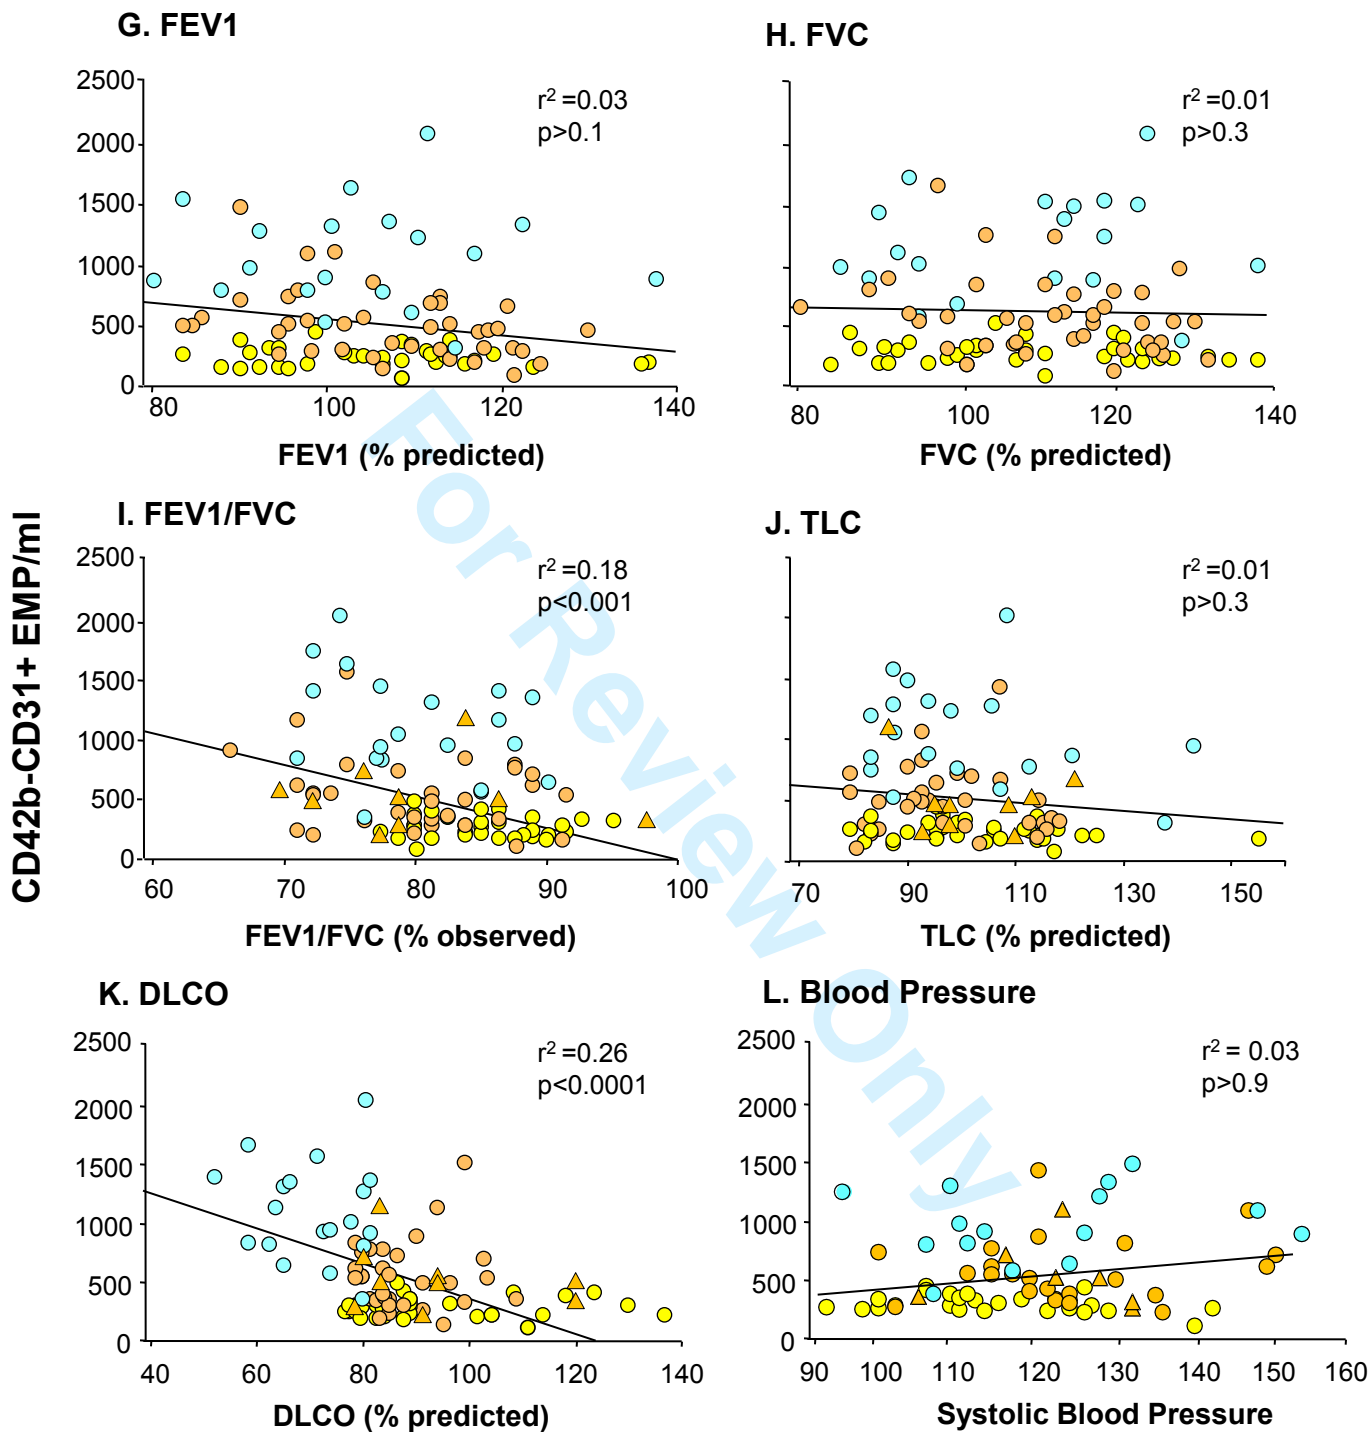 G. FEV1
2500
2000
1500
1000
500
0
r2 =0.03
p>0.1
80 100 120 140
FEV1 (% predicted)
H. FVC
r2 =0.01
p>0.3
80 100 120 140
FVC (% predicted)
CD42b-CD31+ EMP/ml
I. FEV1/FVC
2500
2000
1500
1000
500
0
r2 =0.18
p<0.001
60 70 80 90 100
FEV1/FVC (% observed)
J. TLC
r2 =0.01
p>0.3
70 90 110 130 150
TLC (% predicted)
K. DLCO
2500
2000
1500
1000
500
0
r2 =0.26
p<0.0001
40 60 80 100 120 140
DLCO (% predicted)
L. Blood Pressure
2500
2000
1500
1000
500
0
r2 = 0.03
p>0.9
90 100 110 120 130 140 150 160
Systolic Blood Pressure
For Review Only